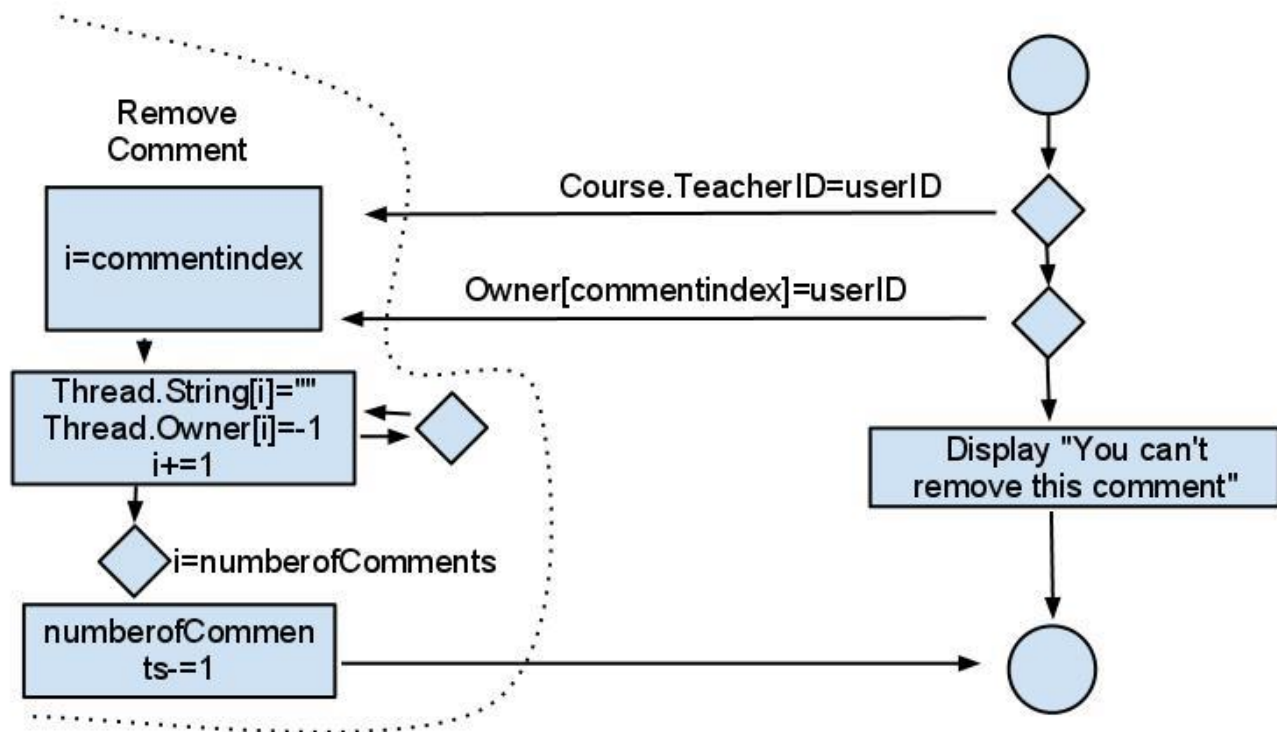 Remove
Comment
Course.TeacherID=userID
i=commentindex
Owner[commentindex]=userID
Thread.String[i]=""
Thread.Owner[i]=-1
i+=1
Display "You can't
remove this comment"
i=numberofComments
numberofCommen
ts-=1